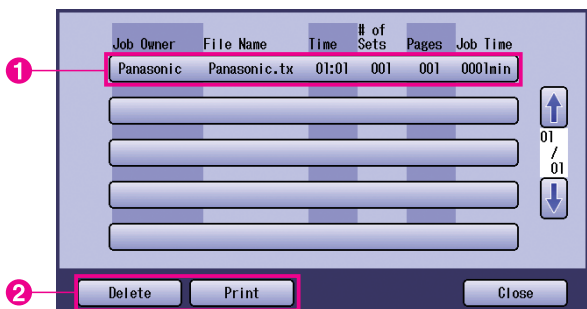 Job Owner File Name Time # of Sets Pages Job Time
1 Panasonic Panasonic.tx 01:01 001 001 0001min
01
/
01
2 Delete Print Close